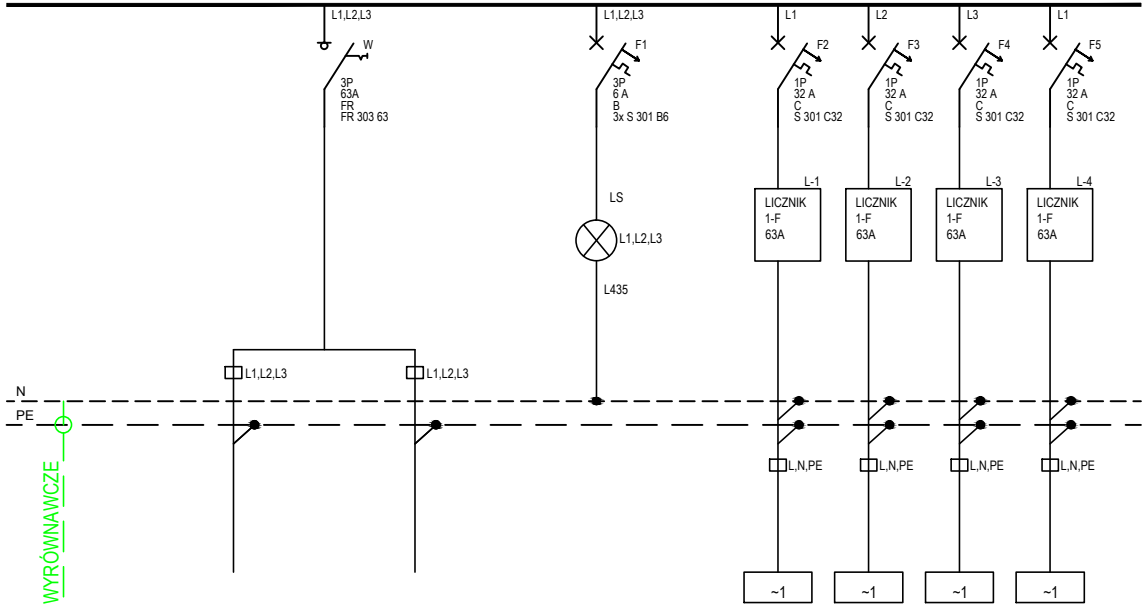 L1,L2,L3
L1,L2,L3
L1
L2
L3
L1
W
F1
F2
F3
F4
F5
3P
63A
FR
FR 303 63
3P
6 A
B
3x S 301 B6
1P
32 A
C
S 301 C32
1P
32 A
C
S 301 C32
1P
32 A
C
S 301 C32
1P
32 A
C
S 301 C32
LS
L1,L2,L3
L435
L-1
LICZNIK
1-F
63A
L-2
LICZNIK
1-F
63A
L-3
LICZNIK
1-F
63A
L-4
LICZNIK
1-F
63A
L1,L2,L3
L1,L2,L3
N
PE
L,N,PE
L,N,PE
L,N,PE
L,N,PE
WYRÓWNAWCZE
~1
~1
~1
~1